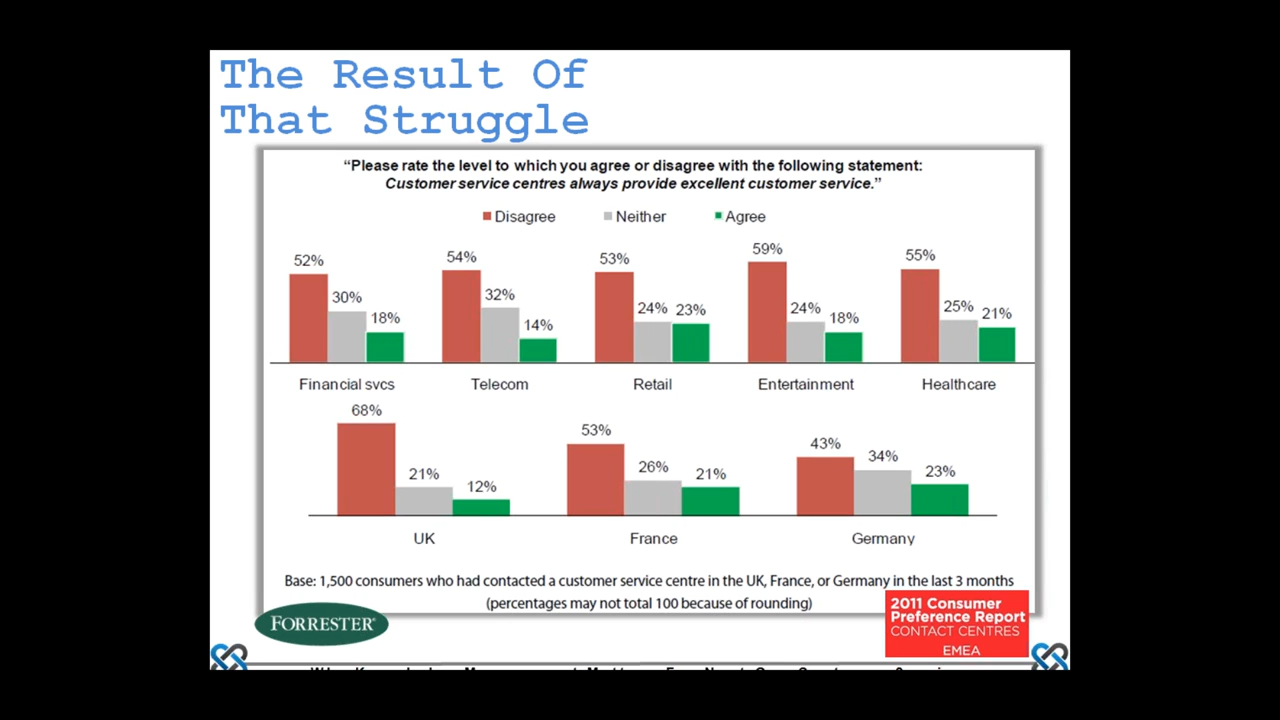 The Result Of
That Struggle
“Please rate the level to which you agree or disagree with the following statement:
Customer service centres always provide excellent customer service.”
Disagree Neither Agree
52% 30% 18% 54% 32% 14% 53% 24% 23% 59% 24% 18% 55% 25% 21%
Financial svcs Telecom Retail Entertainment Healthcare
68% 21% 12% 53% 26% 21% 43% 34% 23%
UK France Germany
Base: 1,500 consumers who had contacted a customer service centre in the UK, France, or Germany in the last 3 months
(percentages may not total 100 because of rounding)
FORRESTER®
2011 Consumer
Preference Report
CONTACT CENTRES
EMEA